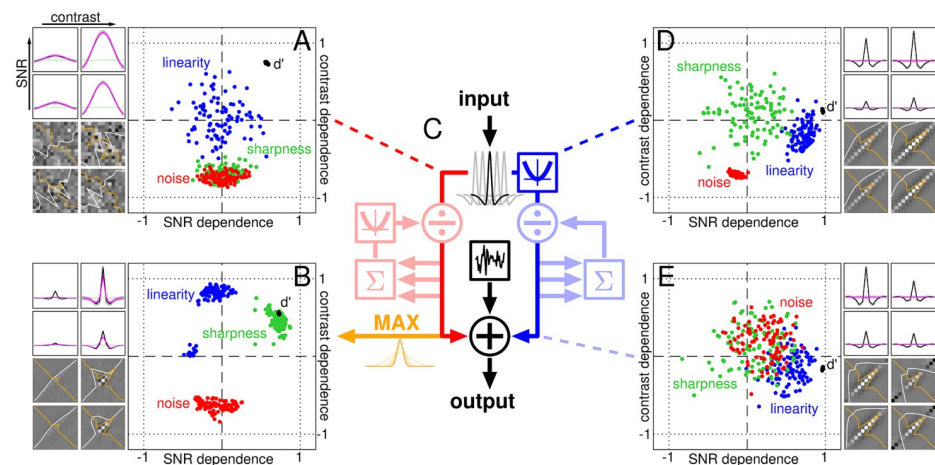 contrast
SNR
A
linearity
d'
sharpness
noise
1
-1
contrast dependence
-1
SNR dependence
1
B
linearity
d'
sharpness
noise
1
-1
contrast dependence
-1
SNR dependence
1
C
input
÷
÷
Σ
Σ
MAX
+
output
D
sharpness
d'
linearity
noise
1
-1
contrast dependence
-1
SNR dependence
1
E
noise
d'
sharpness
linearity
1
-1
contrast dependence
-1
SNR dependence
1